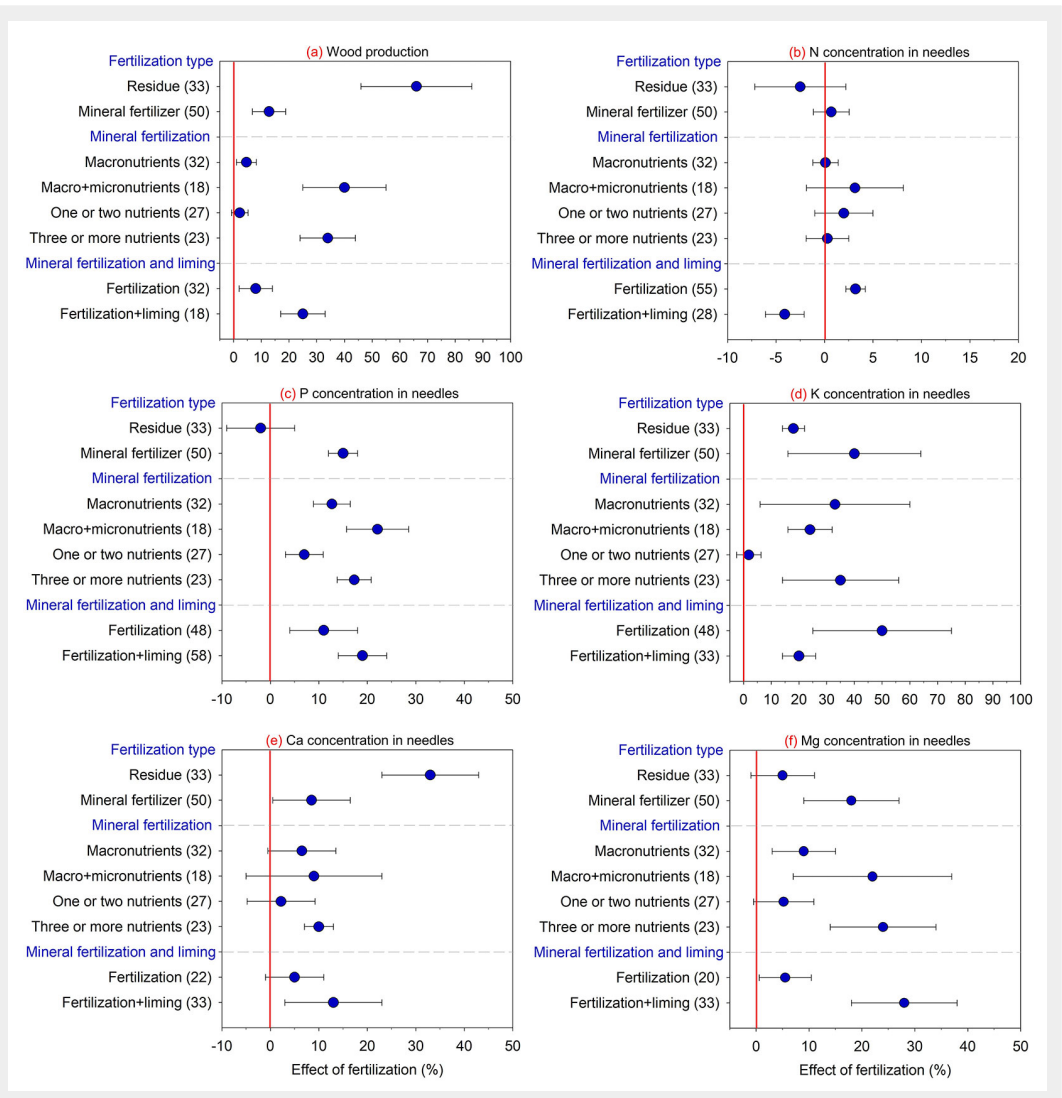 (a) Wood production
Fertilization type
Residue (33)
Mineral fertilizer (50)
Mineral fertilization
Macronutrients (32)
Macro+micronutrients (18)
One or two nutrients (27)
Three or more nutrients (23)
Mineral fertilization and liming
Fertilization (32)
Fertilization+liming (18)
0 10 20 30 40 50 60 70 80 90 100
(b) N concentration in needles
Fertilization type
Residue (33)
Mineral fertilizer (50)
Mineral fertilization
Macronutrients (32)
Macro+micronutrients (18)
One or two nutrients (27)
Three or more nutrients (23)
Mineral fertilization and liming
Fertilization (55)
Fertilization+liming (28)
-10 -5 0 5 10 15 20
(c) P concentration in needles
Fertilization type
Residue (33)
Mineral fertilizer (50)
Mineral fertilization
Macronutrients (32)
Macro+micronutrients (18)
One or two nutrients (27)
Three or more nutrients (23)
Mineral fertilization and liming
Fertilization (48)
Fertilization+liming (58)
-10 0 10 20 30 40 50
(d) K concentration in needles
Fertilization type
Residue (33)
Mineral fertilizer (50)
Mineral fertilization
Macronutrients (32)
Macro+micronutrients (18)
One or two nutrients (27)
Three or more nutrients (23)
Mineral fertilization and liming
Fertilization (48)
Fertilization+liming (33)
0 10 20 30 40 50 60 70 80 90 100
(e) Ca concentration in needles
Fertilization type
Residue (33)
Mineral fertilizer (50)
Mineral fertilization
Macronutrients (32)
Macro+micronutrients (18)
One or two nutrients (27)
Three or more nutrients (23)
Mineral fertilization and liming
Fertilization (22)
Fertilization+liming (33)
-10 0 10 20 30 40 50
Effect of fertilization (%)
(f) Mg concentration in needles
Fertilization type
Residue (33)
Mineral fertilizer (50)
Mineral fertilization
Macronutrients (32)
Macro+micronutrients (18)
One or two nutrients (27)
Three or more nutrients (23)
Mineral fertilization and liming
Fertilization (20)
Fertilization+liming (33)
0 10 20 30 40 50
Effect of fertilization (%)